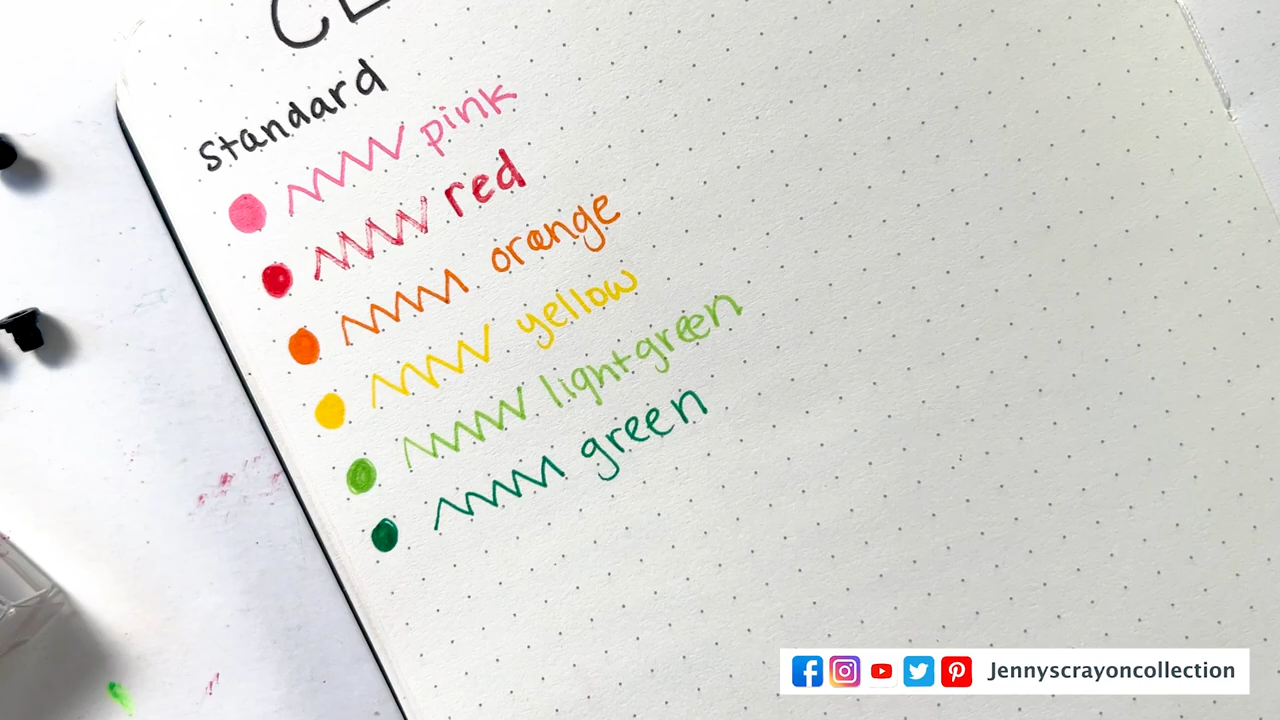 standard
pink
red
orange
yellow
lightgreen
green
Jennyscrayoncollection